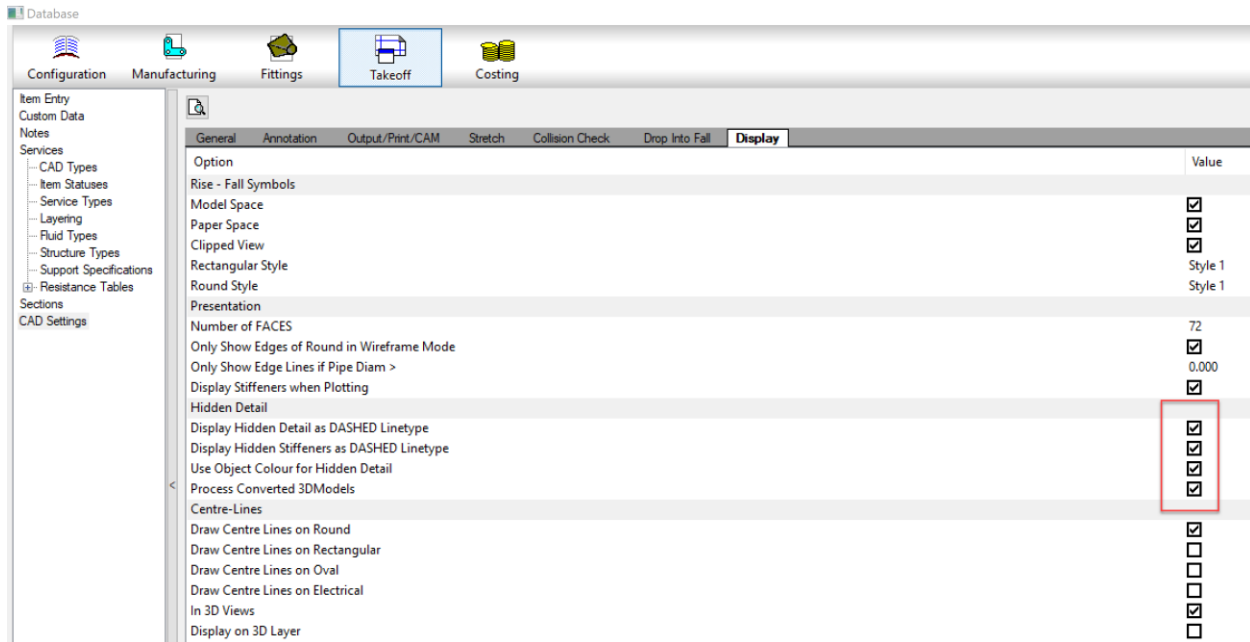 Database
Configuration Manufacturing Fittings Takeoff Costing
Item Entry
Custom Data
Notes
Services
CAD Types
Item Statuses
Service Types
Layering
Fluid Types
Structure Types
Support Specifications
Resistance Tables
Sections
CAD Settings
<
General Annotation Output/Print/CAM Stretch Collision Check Drop Into Fall Display
Option Value
Rise - Fall Symbols
Model Space
Paper Space
Clipped View
Rectangular Style Style 1
Round Style Style 1
Presentation
Number of FACES 72
Only Show Edges of Round in Wireframe Mode
Only Show Edge Lines if Pipe Diam > 0.000
Display Stiffeners when Plotting
Hidden Detail
Display Hidden Detail as DASHED Linetype
Display Hidden Stiffeners as DASHED Linetype
Use Object Colour for Hidden Detail
Process Converted 3DModels
Centre-Lines
Draw Centre Lines on Round
Draw Centre Lines on Rectangular
Draw Centre Lines on Oval
Draw Centre Lines on Electrical
In 3D Views
Display on 3D Layer